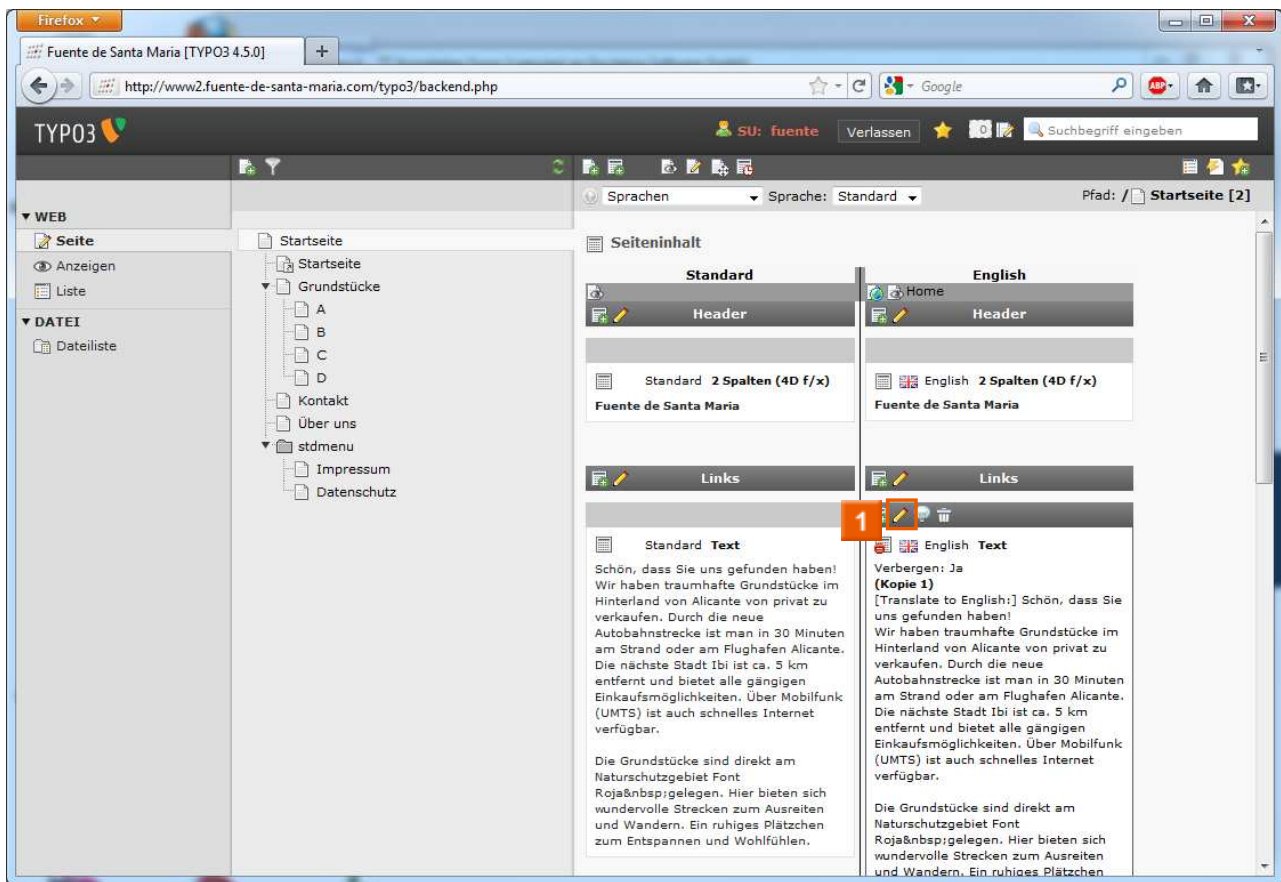 Firefox
Fuente de Santa Maria [TYPO3 4.5.0]
http://www2.fuente-de-santa-maria.com/typo3/backend.php
Google
ABP
TYPO3
SU: fuente
Verlassen
0
Suchbegriff eingeben
Sprachen
Sprache: Standard
Pfad: / Startseite [2]
WEB
Seite
Anzeigen
Liste
DATEI
Dateiliste
Startseite
Startseite
Grundstücke
A
B
C
D
Kontakt
Über uns
stdmenu
Impressum
Datenschutz
Seiteninhalt
Standard
Header
Standard 2 Spalten (4D f/x)
Fuente de Santa Maria
Links
Standard Text
Schön, dass Sie uns gefunden haben!
Wir haben traumhafte Grundstücke im
Hinterland von Alicante von privat zu
verkaufen. Durch die neue
Autobahnstrecke ist man in 30 Minuten
am Strand oder am Flughafen Alicante.
Die nächste Stadt Ibi ist ca. 5 km
entfernt und bietet alle gängigen
Einkaufsmöglichkeiten. Über Mobilfunk
(UMTS) ist auch schnelles Internet
verfügbar.
Die Grundstücke sind direkt am
Naturschutzgebiet Font
Roja&nbsp;gelegen. Hier bieten sich
wundervolle Strecken zum Ausreiten
und Wandern. Ein ruhiges Plätzchen
zum Entspannen und Wohlfühlen.
English
Home
Header
English 2 Spalten (4D f/x)
Fuente de Santa Maria
Links
1
English Text
Verbergen: Ja
(Kopie 1)
[Translate to English:] Schön, dass Sie
uns gefunden haben!
Wir haben traumhafte Grundstücke im
Hinterland von Alicante von privat zu
verkaufen. Durch die neue
Autobahnstrecke ist man in 30 Minuten
am Strand oder am Flughafen Alicante.
Die nächste Stadt Ibi ist ca. 5 km
entfernt und bietet alle gängigen
Einkaufsmöglichkeiten. Über Mobilfunk
(UMTS) ist auch schnelles Internet
verfügbar.
Die Grundstücke sind direkt am
Naturschutzgebiet Font
Roja&nbsp;gelegen. Hier bieten sich
wundervolle Strecken zum Ausreiten
und Wandern. Ein ruhiges Plätzchen